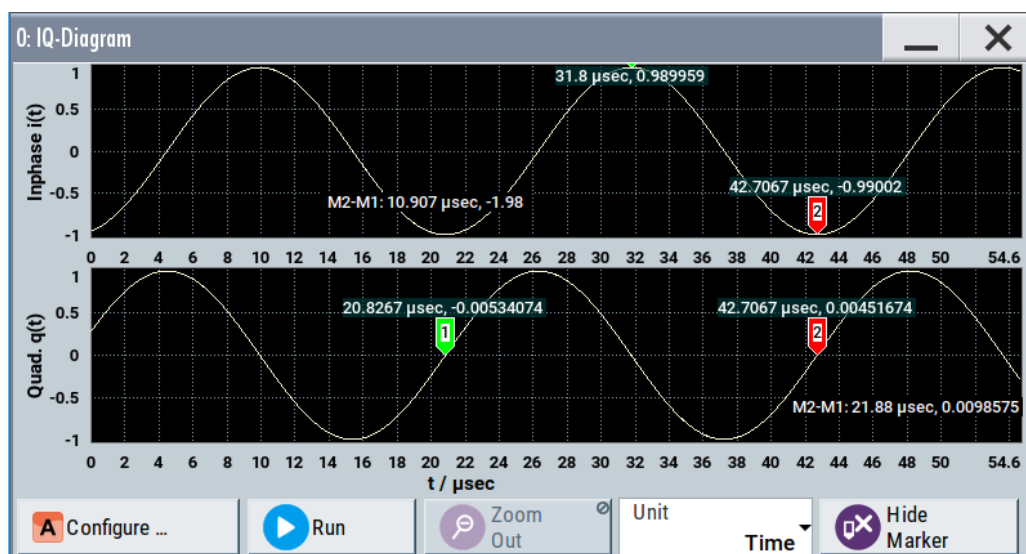 0: IQ-Diagram
Inphase i(t)
1
0.5
0
-0.5
-1
31.8 µsec, 0.989959
42.7067 µsec, -0.99002
M2-M1: 10.907 µsec, -1.98
2
0 2 4 6 8 10 12 14 16 18 20 22 24 26 28 30 32 34 36 38 40 42 44 46 48 50 54.6
Quad. q(t)
1
0.5
0
-0.5
-1
20.8267 µsec, -0.00534074
42.7067 µsec, 0.00451674
1
2
M2-M1: 21.88 µsec, 0.0098575
0 2 4 6 8 10 12 14 16 18 20 22 24 26 28 30 32 34 36 38 40 42 44 46 48 50 54.6
t / µsec
A Configure ...
Run
Zoom
Out
Unit
Time
Hide
Marker